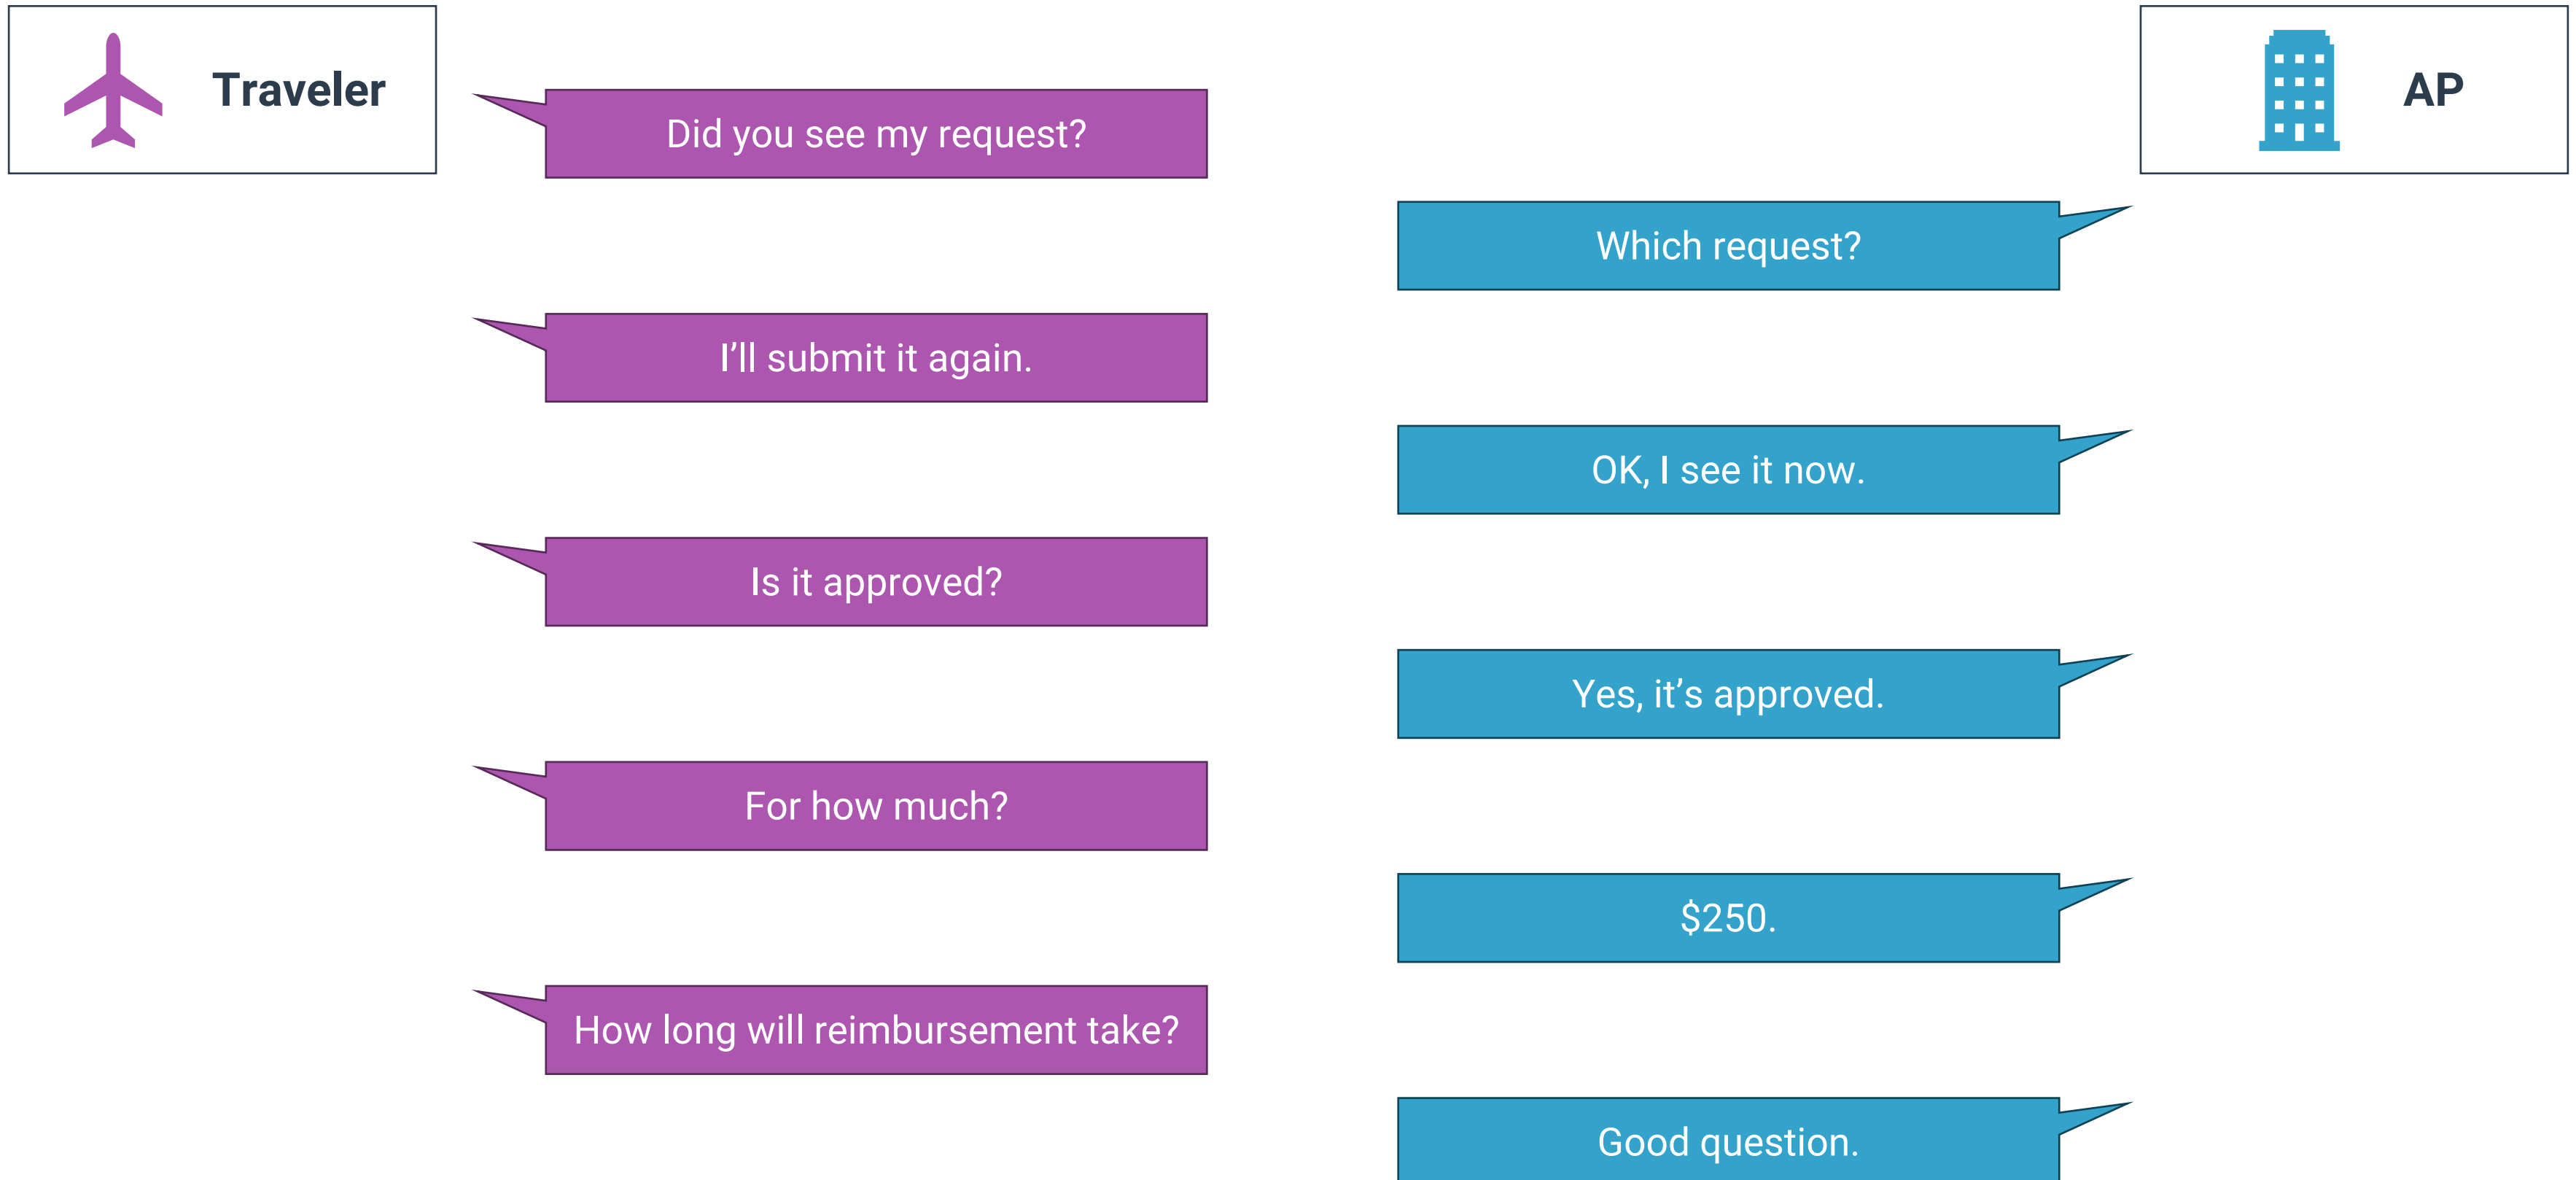 Traveler
AP
Did you see my request?
Which request?
I’ll submit it again.
OK, I see it now.
Is it approved?
Yes, it’s approved.
For how much?
$250.
How long will reimbursement take?
Good question.